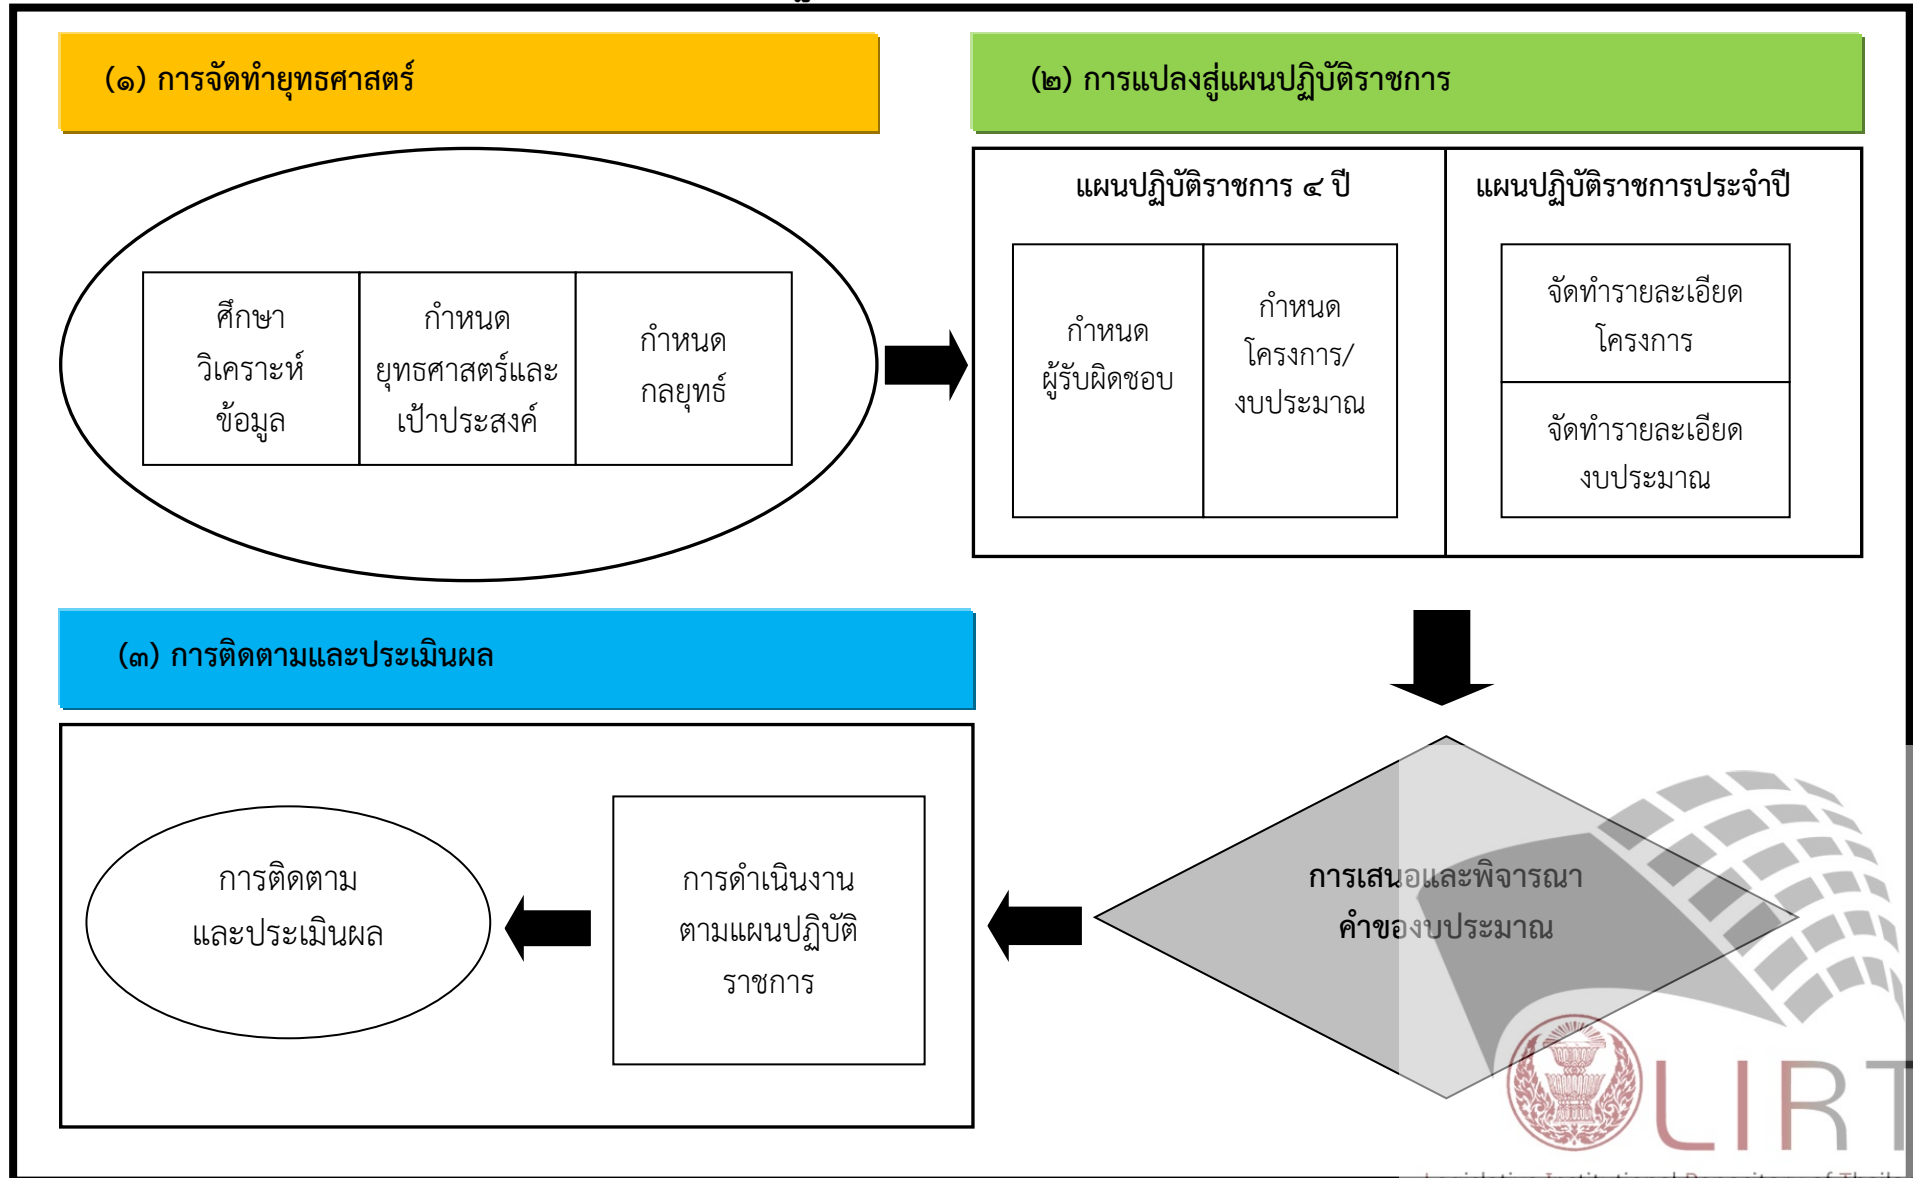 (๑) การจัดทำยุทธศาสตร์
ศึกษา
วิเคราะห์
ข้อมูล
กำหนด
ยุทธศาสตร์และ
เป้าประสงค์
กำหนด
กลยุทธ์
(๒) การแปลงสู่แผนปฏิบัติราชการ
แผนปฏิบัติราชการ ๔ ปี
กำหนด
ผู้รับผิดชอบ
กำหนด
โครงการ/
งบประมาณ
แผนปฏิบัติราชการประจำปี
จัดทำรายละเอียด
โครงการ
จัดทำรายละเอียด
งบประมาณ
การเสนอและพิจารณา
คำของบประมาณ
(๓) การติดตามและประเมินผล
การดำเนินงาน
ตามแผนปฏิบัติ
ราชการ
การติดตาม
และประเมินผล
LIRT